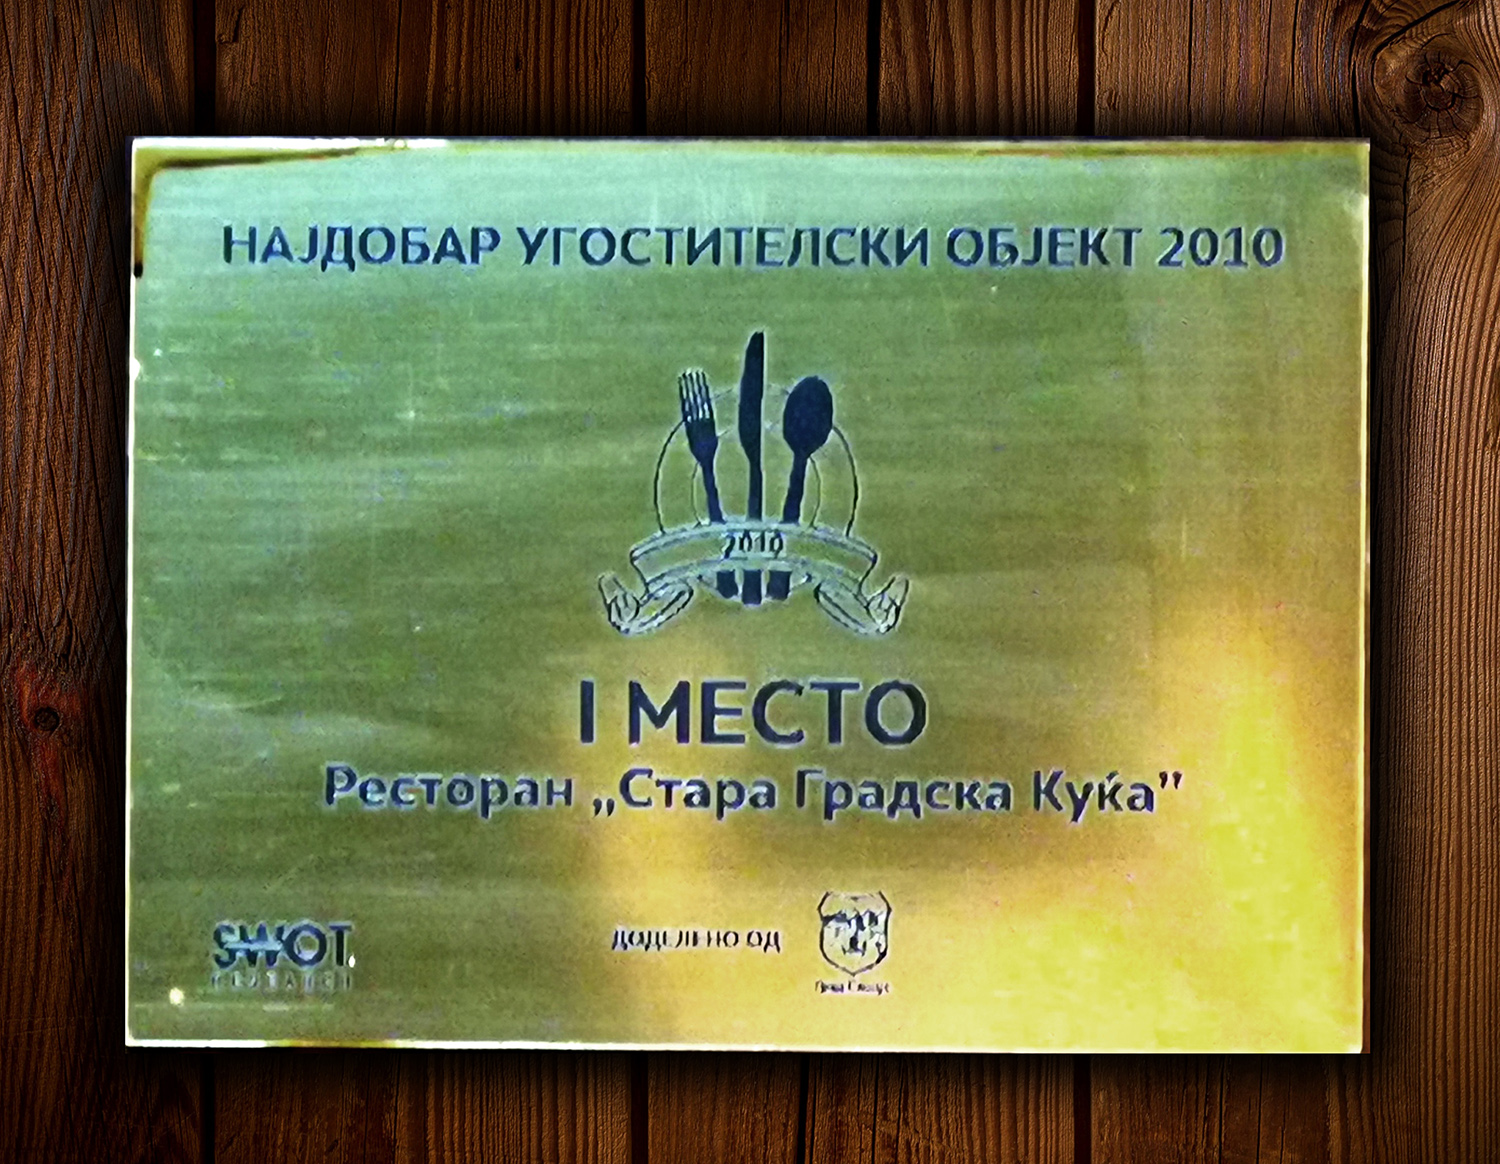 НАЈДОБАР УГОСТИТЕЛСКИ ОБЈЕКТ 2010
2010
I МЕСТО
Ресторан „Стара Градска Куќа”
SWOT
ДОДЕЛЕНО ОД